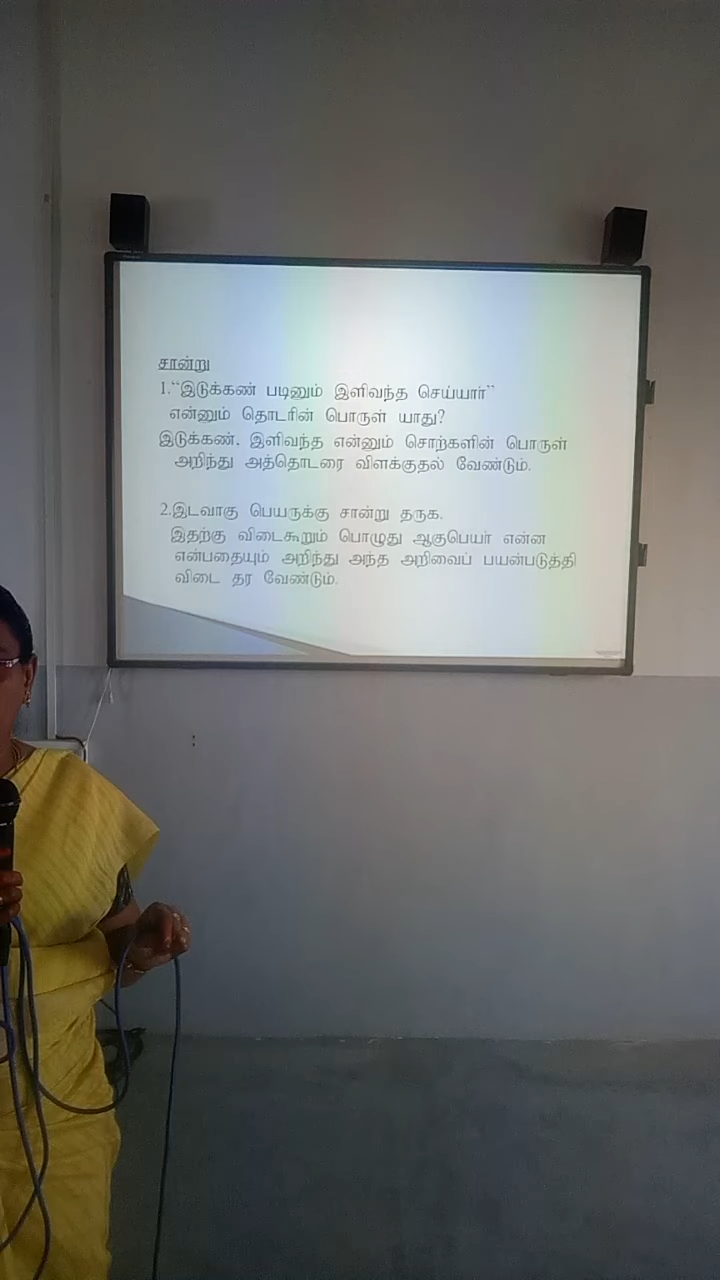 சான்று
1.“இடுக்கண் படினும் இளிவந்த செய்யார்”
என்னும் தொடரின் பொருள் யாது?
இடுக்கண், இளிவந்த என்னும் சொற்களின் பொருள்
அறிந்து அத்தொடரை விளக்குதல் வேண்டும்.
2.இடவாகு பெயருக்கு சான்று தருக.
இதற்கு விடைகூறும் பொழுது ஆகுபெயர் என்ன
என்பதையும் அறிந்து அந்த அறிவைப் பயன்படுத்தி
விடை தர வேண்டும்.